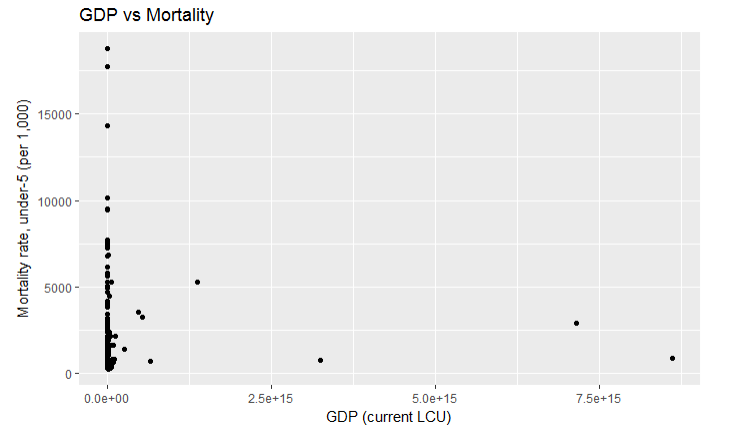 GDP vs Mortality
Mortality rate, under-5 (per 1,000)
15000
10000
5000
0
0.0e+00 2.5e+15 5.0e+15 7.5e+15
GDP (current LCU)